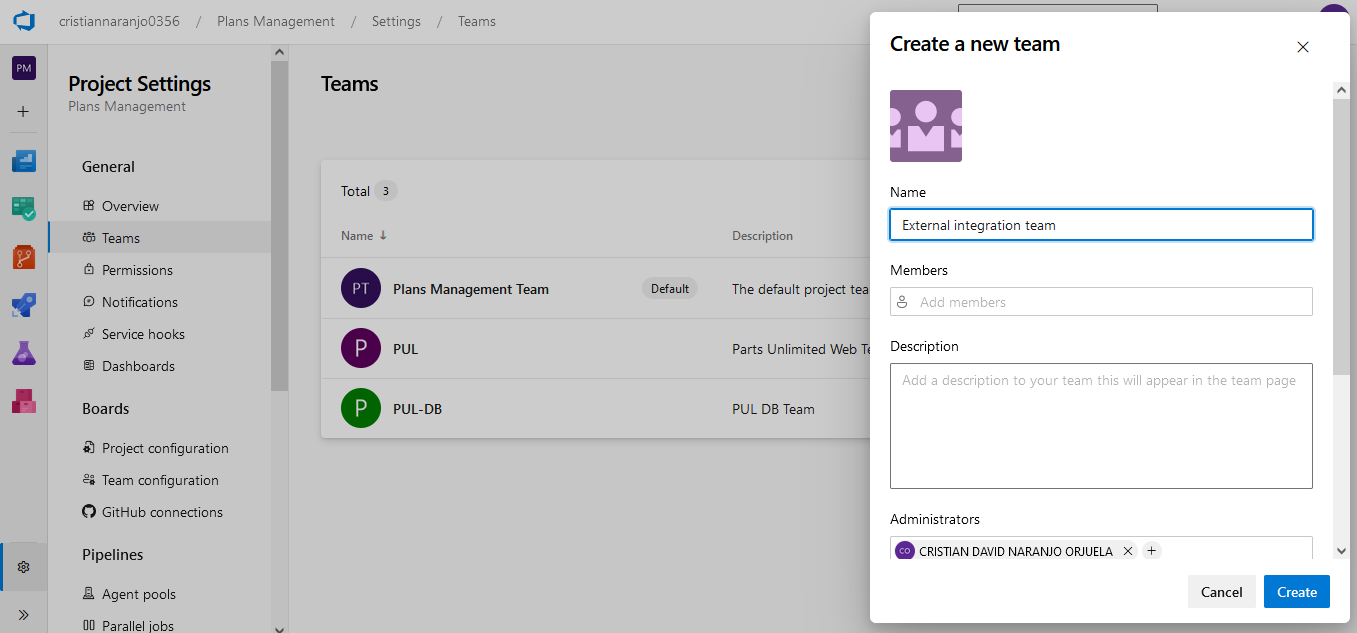 cristiannaranjo0356 / Plans Management / Settings / Teams
PM
Project Settings
Plans Management
General
Overview
Teams
Permissions
Notifications
Service hooks
Dashboards
Boards
Project configuration
Team configuration
GitHub connections
Pipelines
Agent pools
Parallel jobs
Teams
Total 3
Name ↓ Description
PT Plans Management Team Default The default project tea
P PUL Parts Unlimited Web Te
P PUL-DB PUL DB Team
Create a new team
Name
External integration team
Members
Add members
Description
Add a description to your team this will appear in the team page
Administrators
CO CRISTIAN DAVID NARANJO ORJUELA
Cancel Create